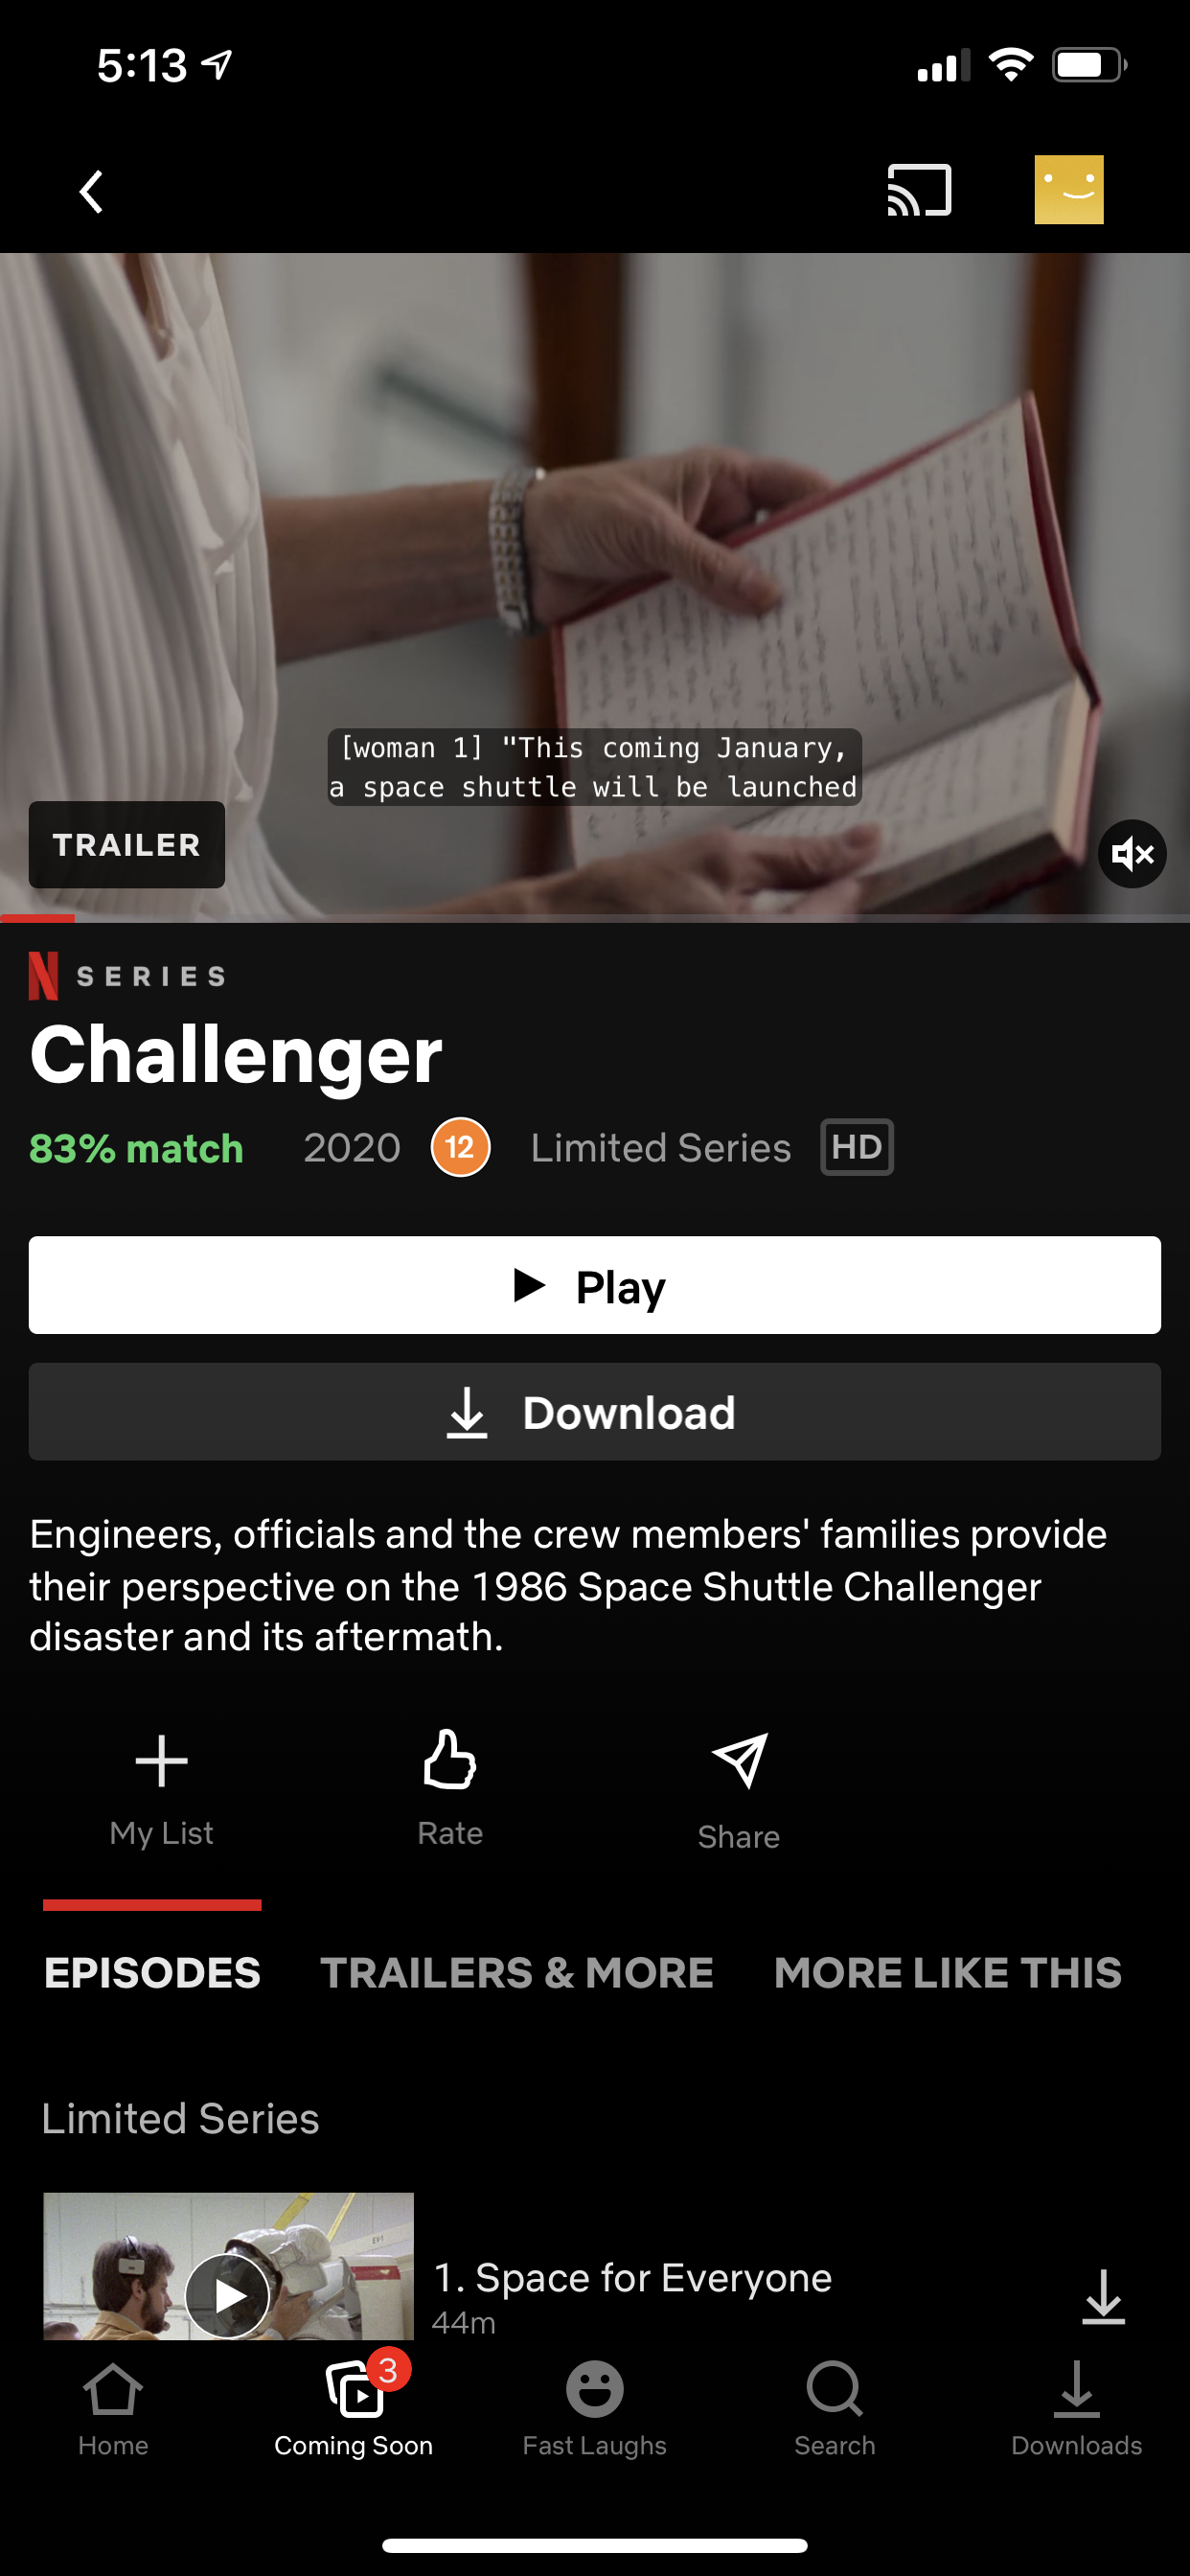 5:13
[woman 1] "This coming January,
a space shuttle will be launched
TRAILER
N SERIES
Challenger
83% match 2020 12 Limited Series HD
Play
Download
Engineers, officials and the crew members' families provide
their perspective on the 1986 Space Shuttle Challenger
disaster and its aftermath.
My List Rate Share
EPISODES TRAILERS & MORE MORE LIKE THIS
Limited Series
1. Space for Everyone
44m
3
Home Coming Soon Fast Laughs Search Downloads